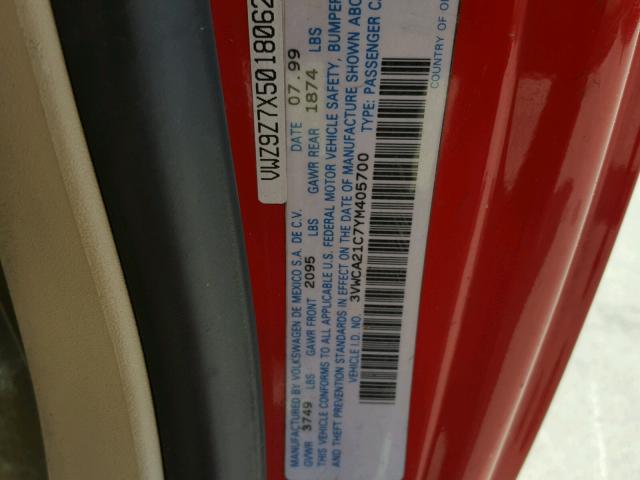 VWZ9Z7X5018062
MANUFACTURED BY VOLKSWAGEN DE MEXICO S.A. DE C.V. DATE 07.99
GVWR 3749 LBS GAWR FRONT 2095 LBS GAWR REAR 1874 LBS
THIS VEHICLE CONFORMS TO ALL APPLICABLE U.S. FEDERAL MOTOR VEHICLE SAFETY, BUMPER
AND THEFT PREVENTION STANDARDS IN EFFECT ON THE DATE OF MANUFACTURE SHOWN
VEHICLE I.D. NO. 3VWCA21C7YM405700 TYPE: PASSENGER
COUNTRY OF